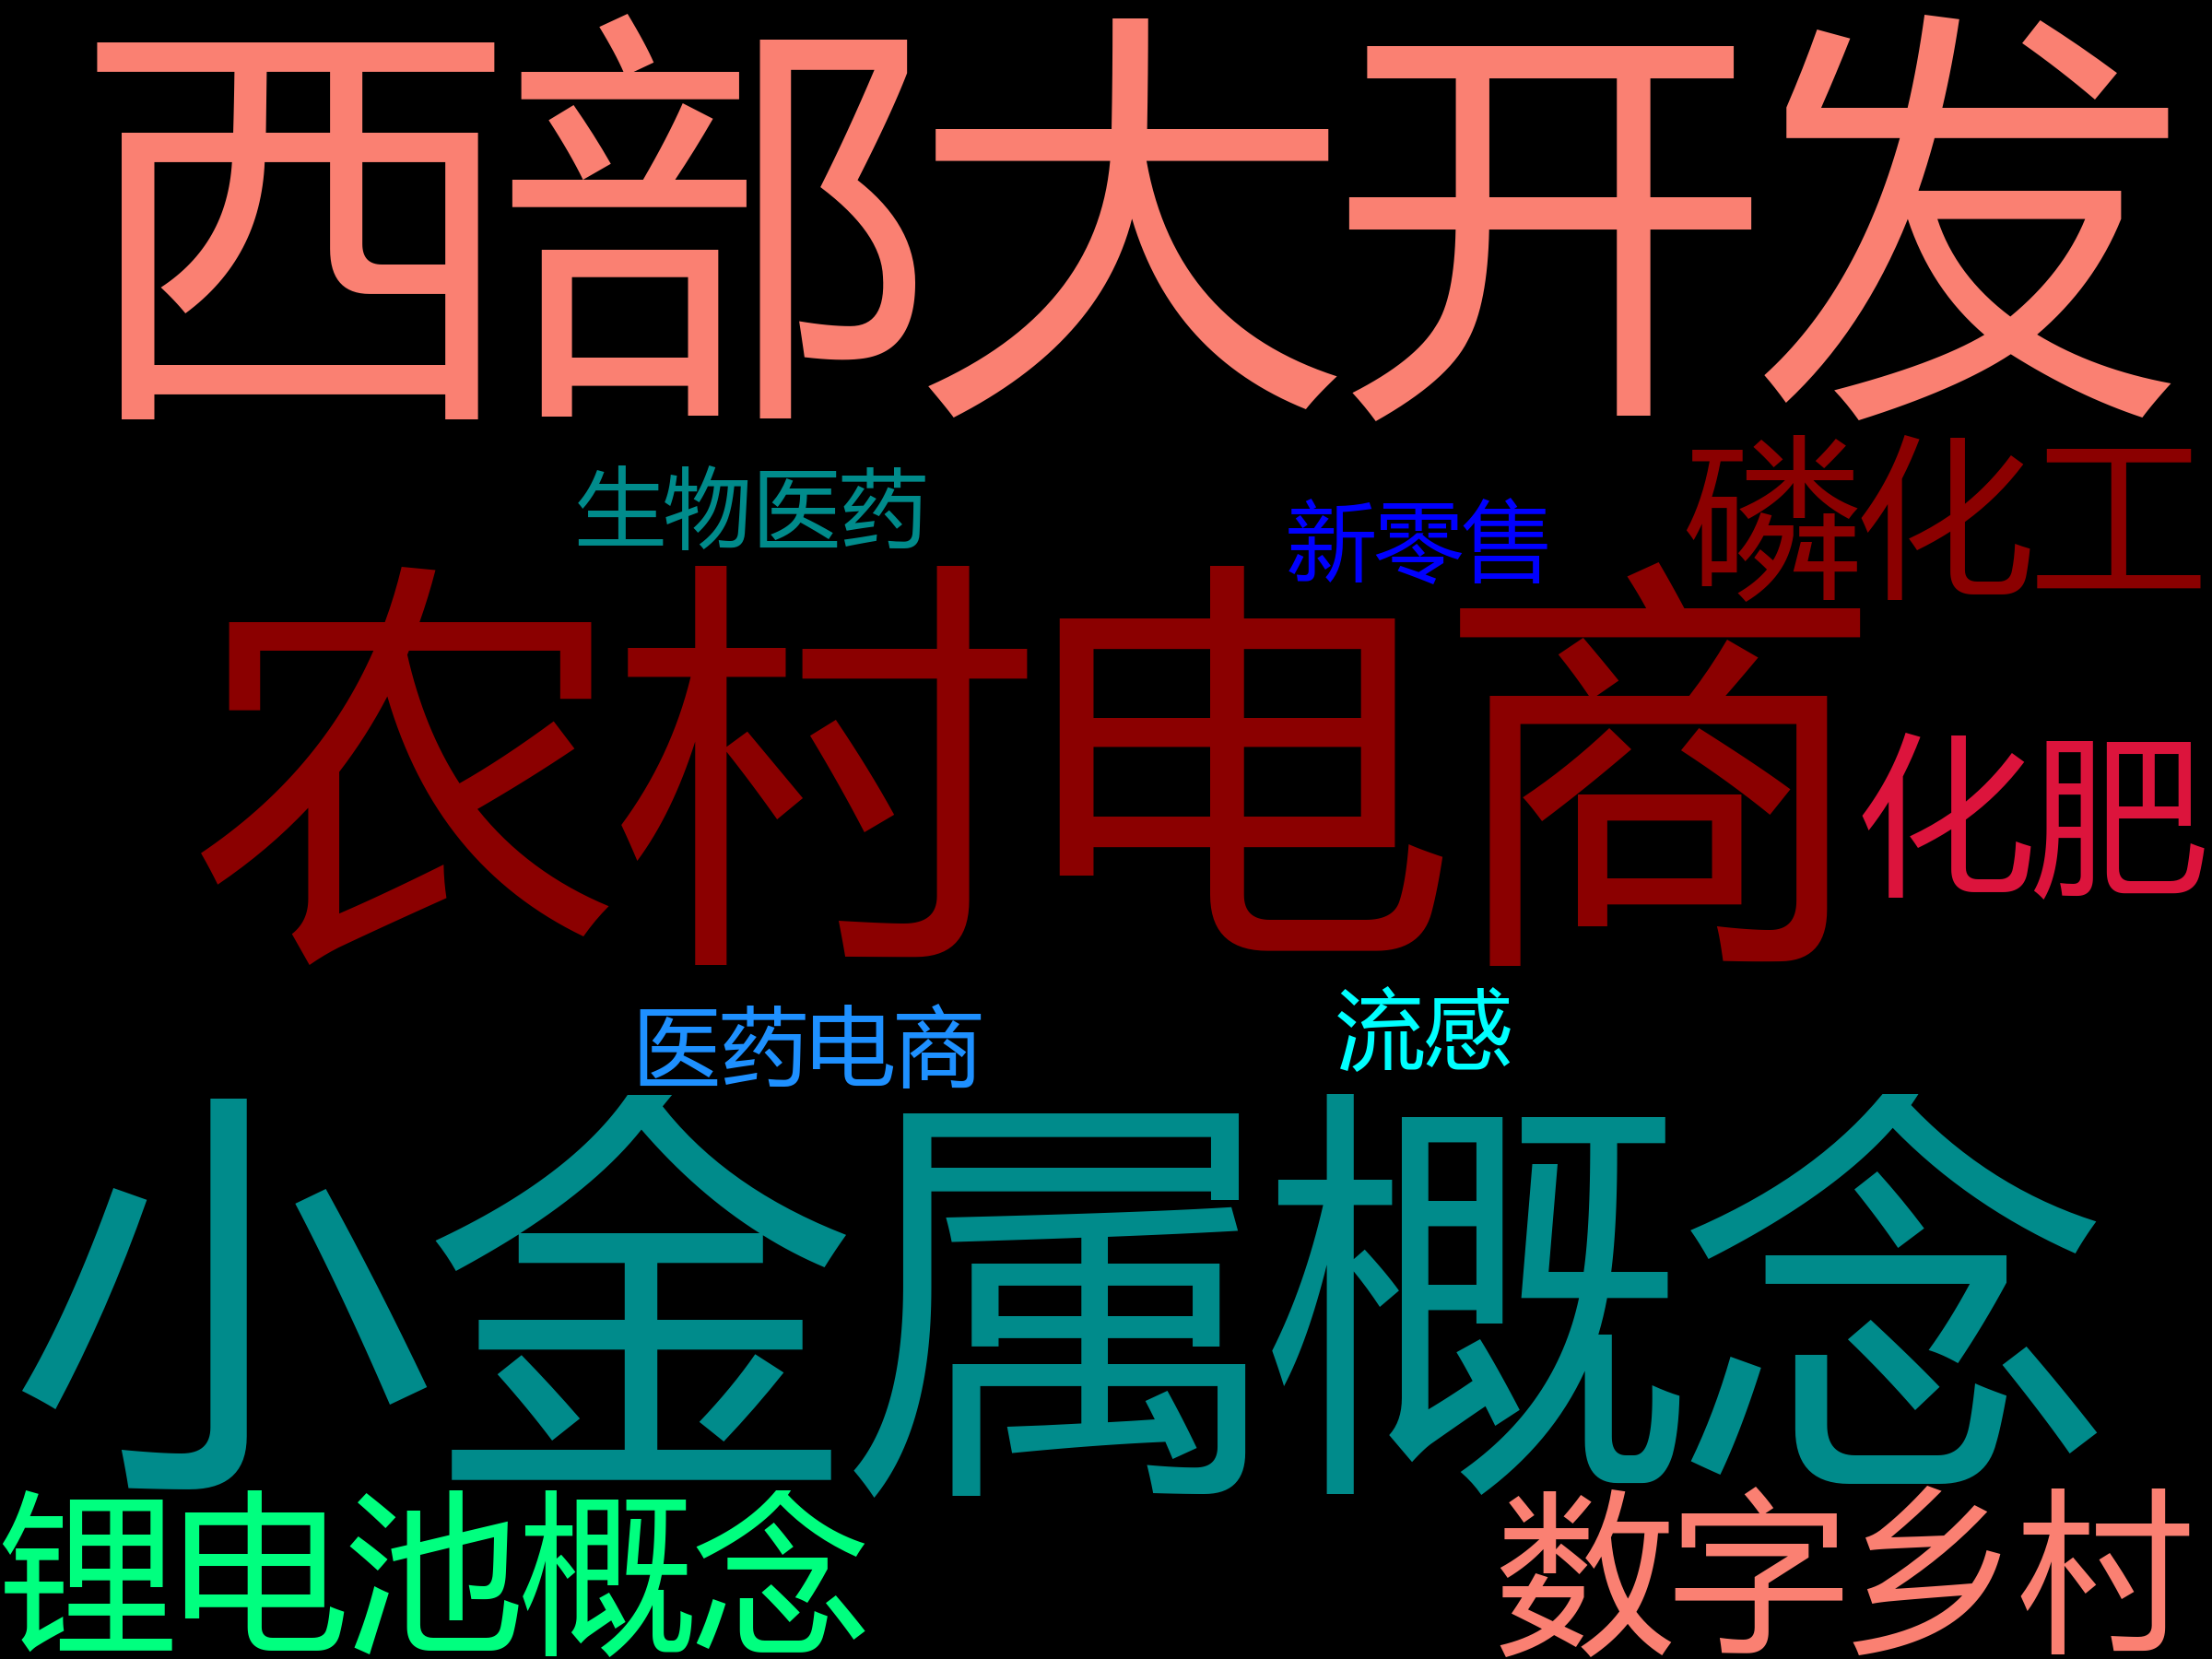 西部大开发
生物医药
新零售
磷化工
农村电商
化肥
医药电商
流感
小金属概念
锂电池概念
数字乡村